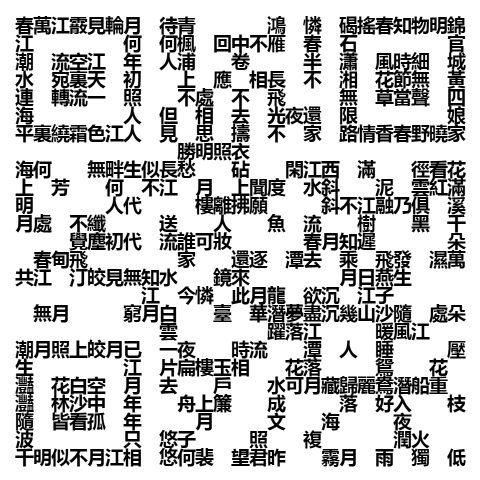 春萬江霰見輪月 待青 鴻 憐 碣搖春知物明錦
江 何 何楓 回中不雁 春 石 官
潮 流空江 年 人浦 卷 半 瀟 風時細 城
水 宛裏天 初 上 應 相長 不 湘 花節無 黃
連 轉流一 照 不處 不 飛 無 草當聲 四
海 人 但 相 去 光夜還 限 娘
平裏繞霜色江人 見 思 擣 不 家 路情香春野曉家
勝明照衣
海何 無畔生似長愁 砧 閑江西 滿 徑看花
上 芳 何 不江 月 上聞度 水斜 泥 雲紅滿
明 人代 樓離拂願 斜不江融乃俱 溪
月處 不纖 送 人 魚 流 樹 黑 千
覺塵初代 流誰可妝 春月知遲 朵
春甸飛 家 還逐 潭去 乘 飛發 濕萬
共江 汀皎見無知水 鏡來 月日燕生
江 今憐 此月龍 欲沉 江子
無月 窮月白 臺 華潛夢盡沉幾山沙隨 處朵
雲 躍落江 暖風江
潮月照上皎月已 一夜 時流 潭 人 睡 壓
生 江 片扁樓玉相 花落 鴛 花
灩 花白空 月 去 戶 水可月藏歸麗鴛潛船重
灩 林沙中 年 舟上簾 成 落 好入 枝
隨 皆看孤 年 月 文 海 夜
波 只 悠子 照 複 潤火
千明似不月江相 悠何裴 望君昨 霧月 雨 獨 低